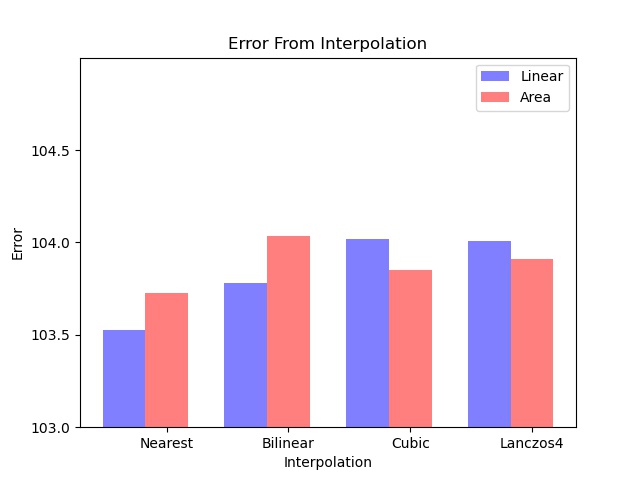 Error From Interpolation
Linear
Area
104.5
104.0
103.5
103.0
Error
Nearest
Bilinear
Cubic
Lanczos4
Interpolation